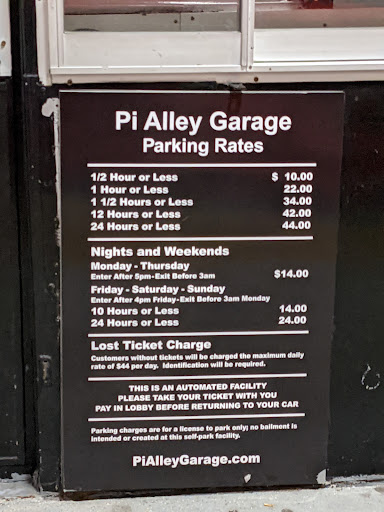 Pi Alley Garage
Parking Rates
1/2 Hour or Less $ 10.00
1 Hour or Less 22.00
1 1/2 Hours or Less 34.00
12 Hours or Less 42.00
24 Hours or Less 44.00
Nights and Weekends
Monday - Thursday
Enter After 5pm-Exit Before 3am $14.00
Friday - Saturday - Sunday
Enter After 4pm Friday-Exit Before 3am Monday
10 Hours or Less 14.00
24 Hours or Less 24.00
Lost Ticket Charge
Customers without tickets will be charged the maximum daily
rate of $44 per day. Identification will be required.
THIS IS AN AUTOMATED FACILITY
PLEASE TAKE YOUR TICKET WITH YOU
PAY IN LOBBY BEFORE RETURNING TO YOUR CAR
Parking charges are for a license to park only; no bailment is
intended or created at this self-park facility.
PiAlleyGarage.com